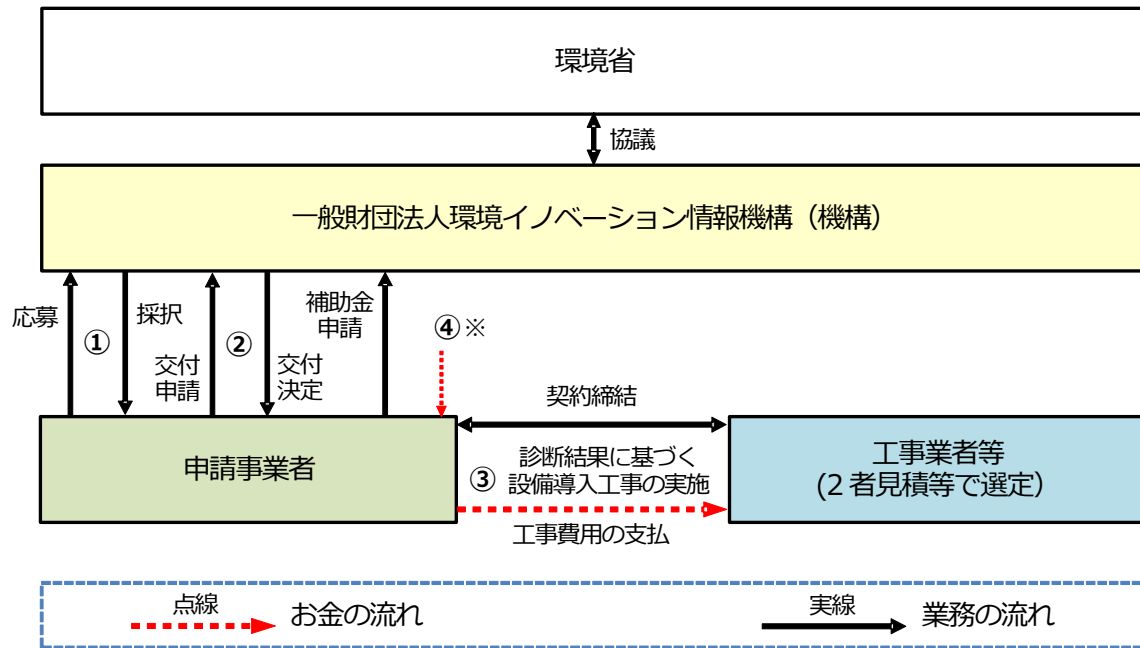 環境省
協議
一般財団法人環境イノベーション情報機構（機構）
応募
①
採択
交付
申請
②
交付
決定
補助金
申請
④※
契約締結
申請事業者
③
診断結果に基づく
設備導入工事の実施
工事費用の支払
工事業者等
(2 者見積等で選定）
点線
お金の流れ
実線
業務の流れ